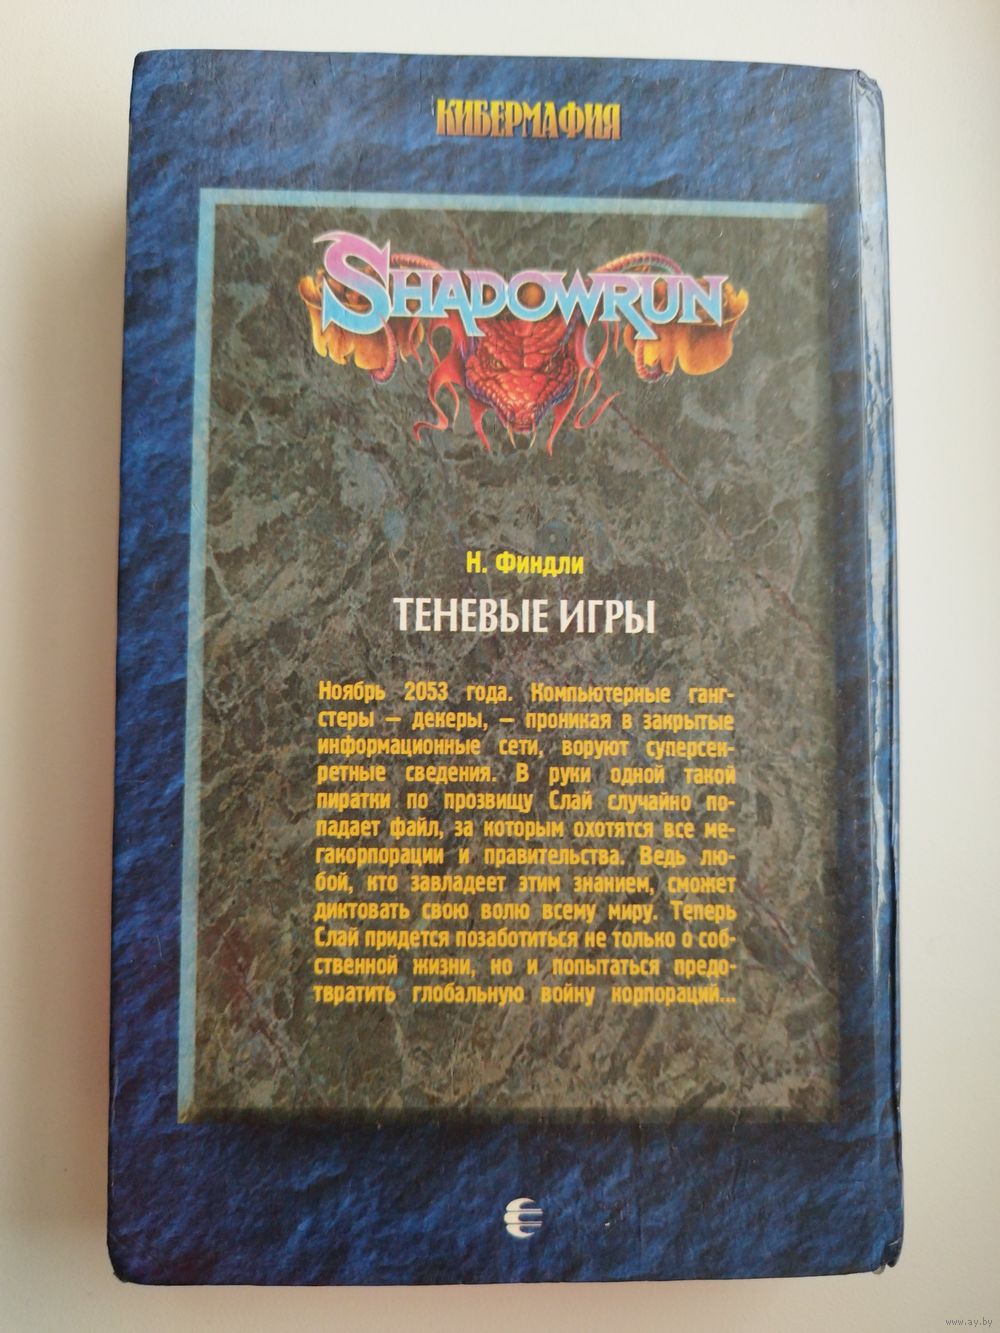 КИБЕРМАФИЯ
SHADOWRUN
Н. Финдли
ТЕНЕВЫЕ ИГРЫ
Ноябрь 2053 года. Компьютерные ганг-
стеры – декеры, – проникая в закрытые
информационные сети, воруют суперсек-
ретные сведения. В руки одной такой
пиратки по прозвищу Слай случайно по-
падает файл, за которым охотятся все ме-
гакорпорации и правительства. Ведь лю-
бой, кто завладеет этим знанием, сможет
диктовать свою волю всему миру. Теперь
Слай придется позаботиться не только о соб-
ственной жизни, но и попытаться предо-
твратить глобальную войну корпораций...
www.ay.by